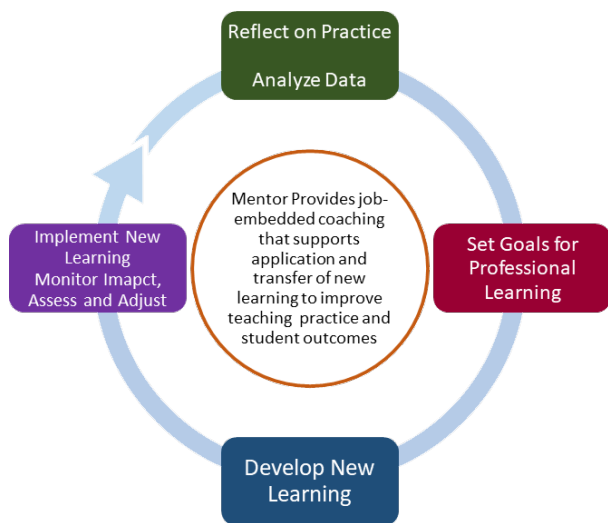 Reflect on Practice
Analyze Data
Mentor Provides job-
embedded coaching
that supports
application and
transfer of new
learning to improve
teaching practice and
student outcomes
Set Goals for
Professional
Learning
Develop New
Learning
Implement New
Learning
Monitor Imapct,
Assess and Adjust